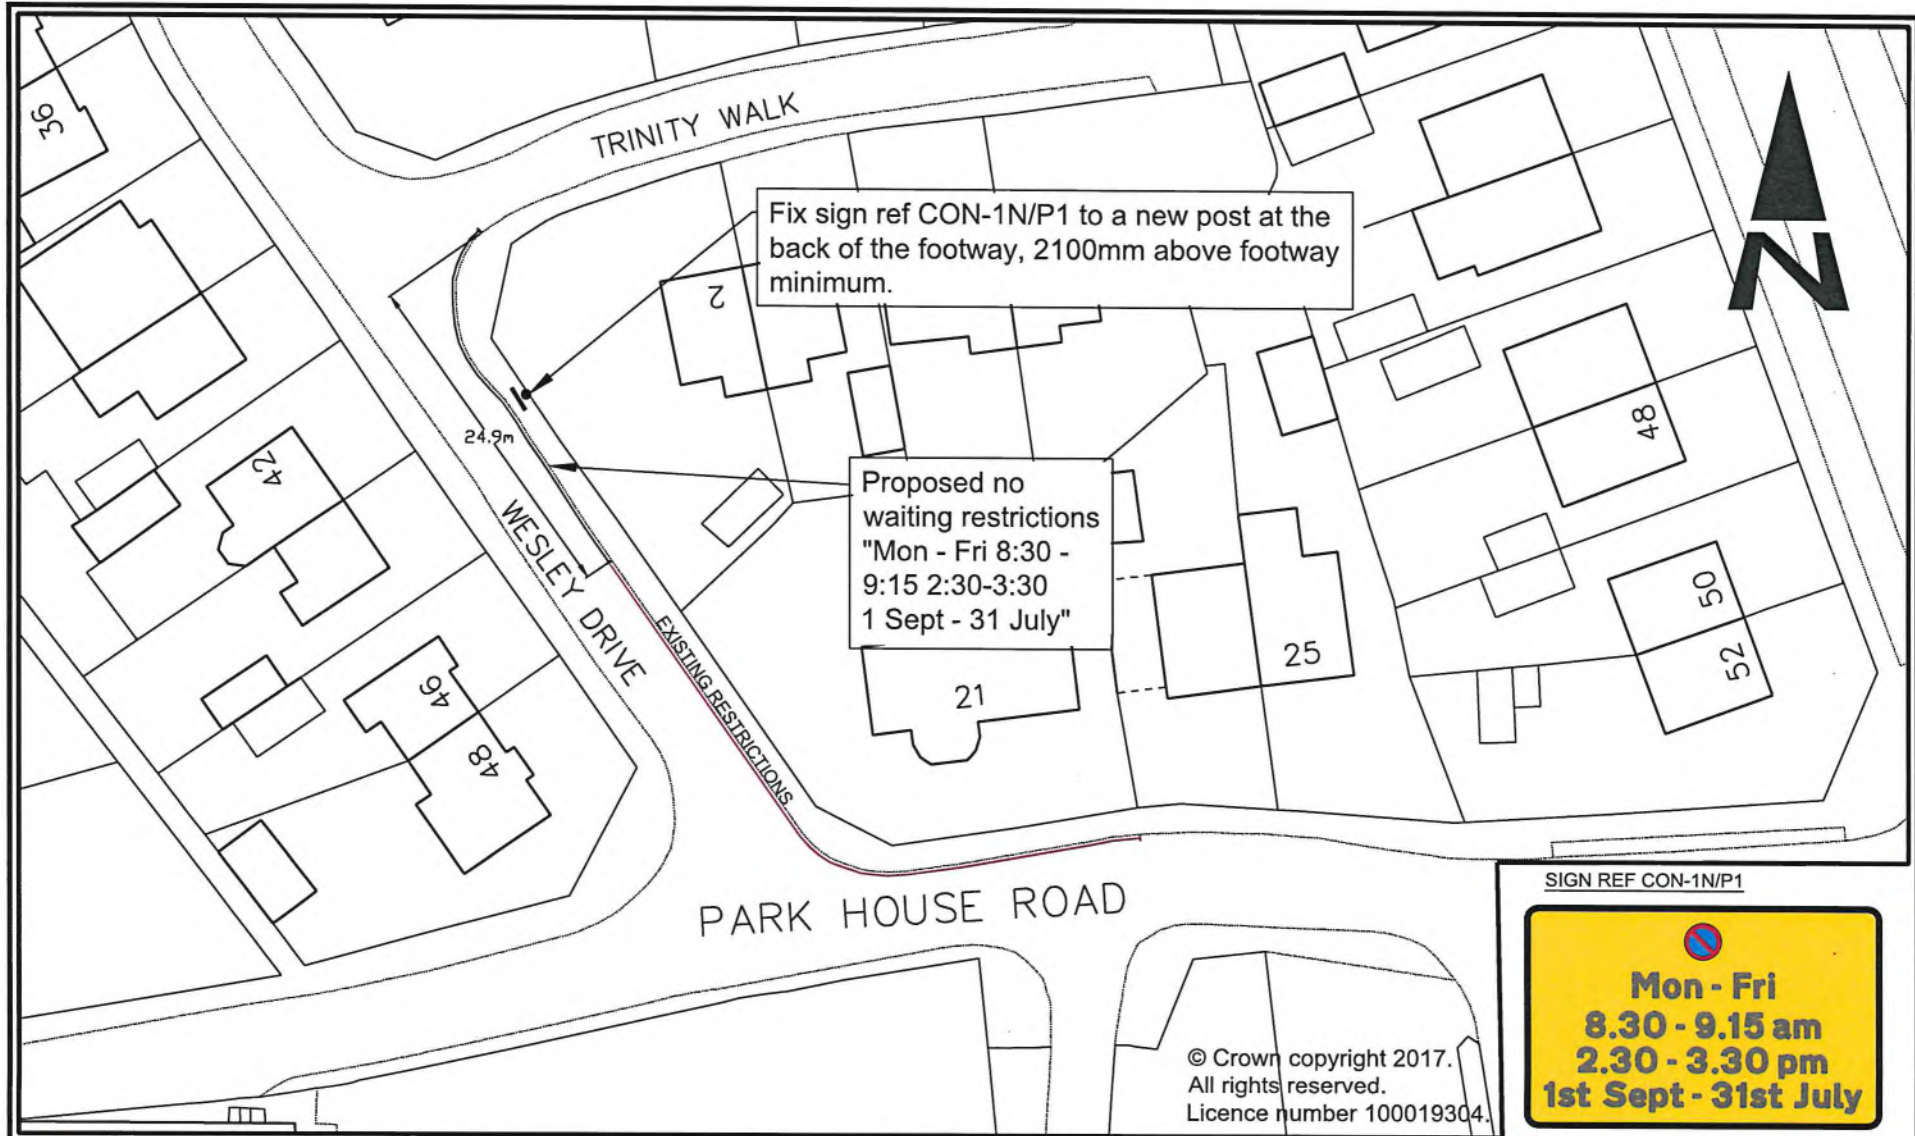 36
TRINITY WALK
Fix sign ref CON-1N/P1 to a new post at the
back of the footway, 2100mm above footway
minimum.
N
2
24.9m
42
48
WESLEY DRIVE
Proposed no
waiting restrictions
"Mon - Fri 8:30 -
9:15 2:30-3:30
1 Sept - 31 July"
EXISTING RESTRICTIONS
50
52
25
21
46
48
PARK HOUSE ROAD
SIGN REF CON-1N/P1
Mon - Fri
8.30 - 9.15 am
2.30 - 3.30 pm
1st Sept - 31st July
© Crown copyright 2017.
All rights reserved.
Licence number 100019304.